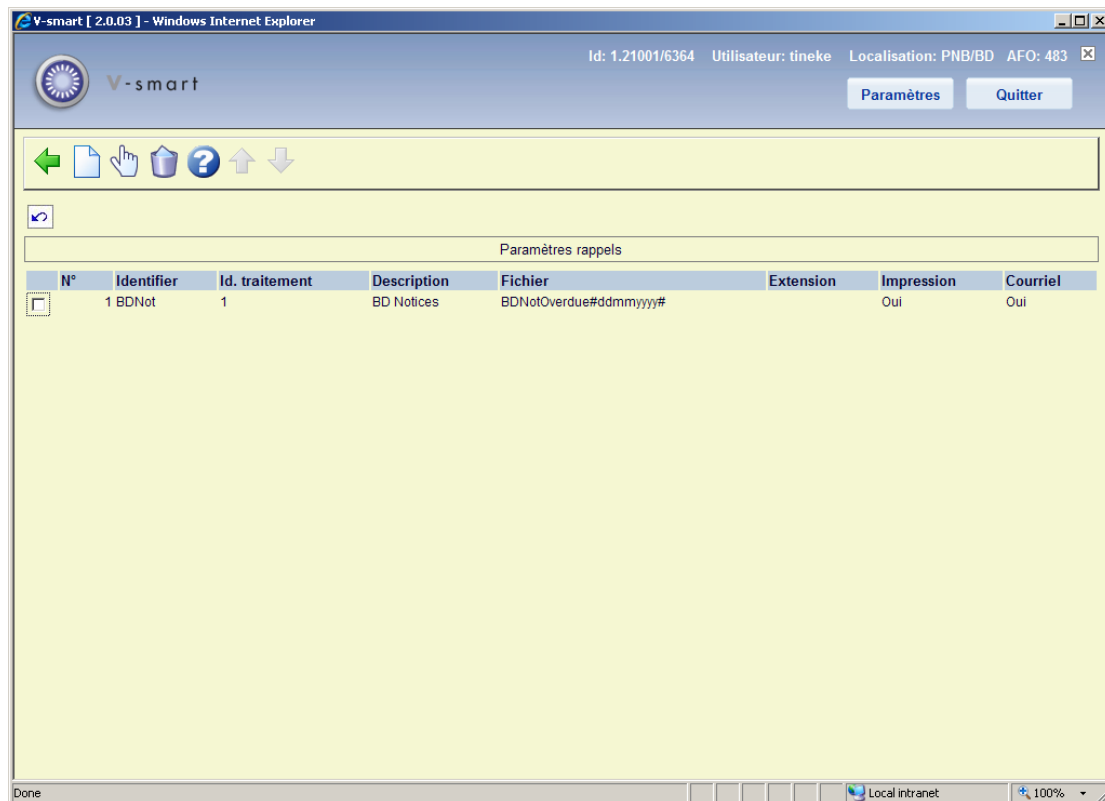 V-smart [ 2.0.03 ] - Windows Internet Explorer
Id: 1.21001/6364 Utilisateur: tineke Localisation: PNB/BD AFO: 483
V-smart
Paramètres Quitter
Paramètres rappels
N° Identifier Id. traitement Description Fichier Extension Impression Courriel
1 BDNot 1 BD Notices BDNotOverdue#ddmmyyyy# Oui Oui
Done Local intranet 100%